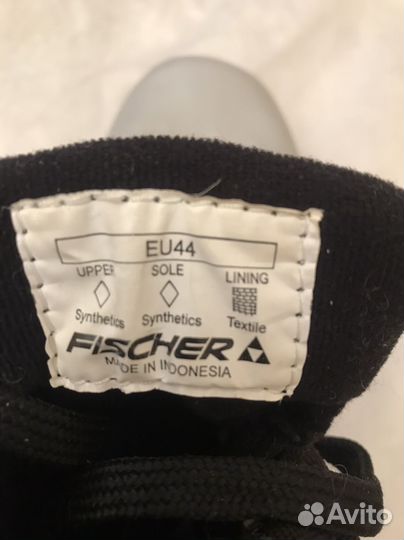 EU44
UPPER SOLE LINING
Synthetics Synthetics Textile
FISCHER
MADE IN INDONESIA
Avito